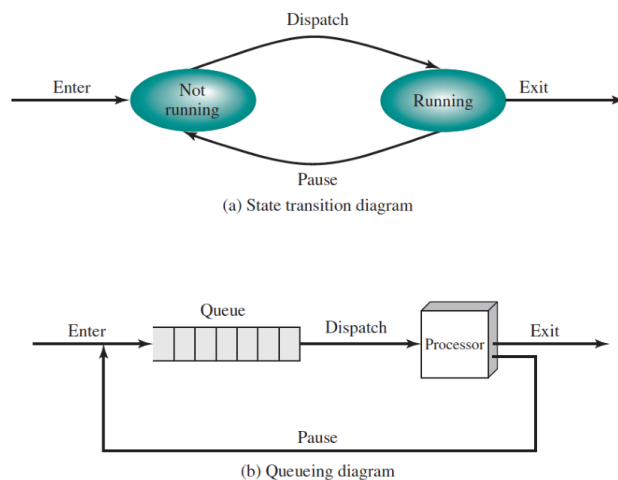 Dispatch
Enter
Not
running
Running
Exit
Pause
(a) State transition diagram
Queue
Enter
Dispatch
Processor
Exit
Pause
(b) Queueing diagram